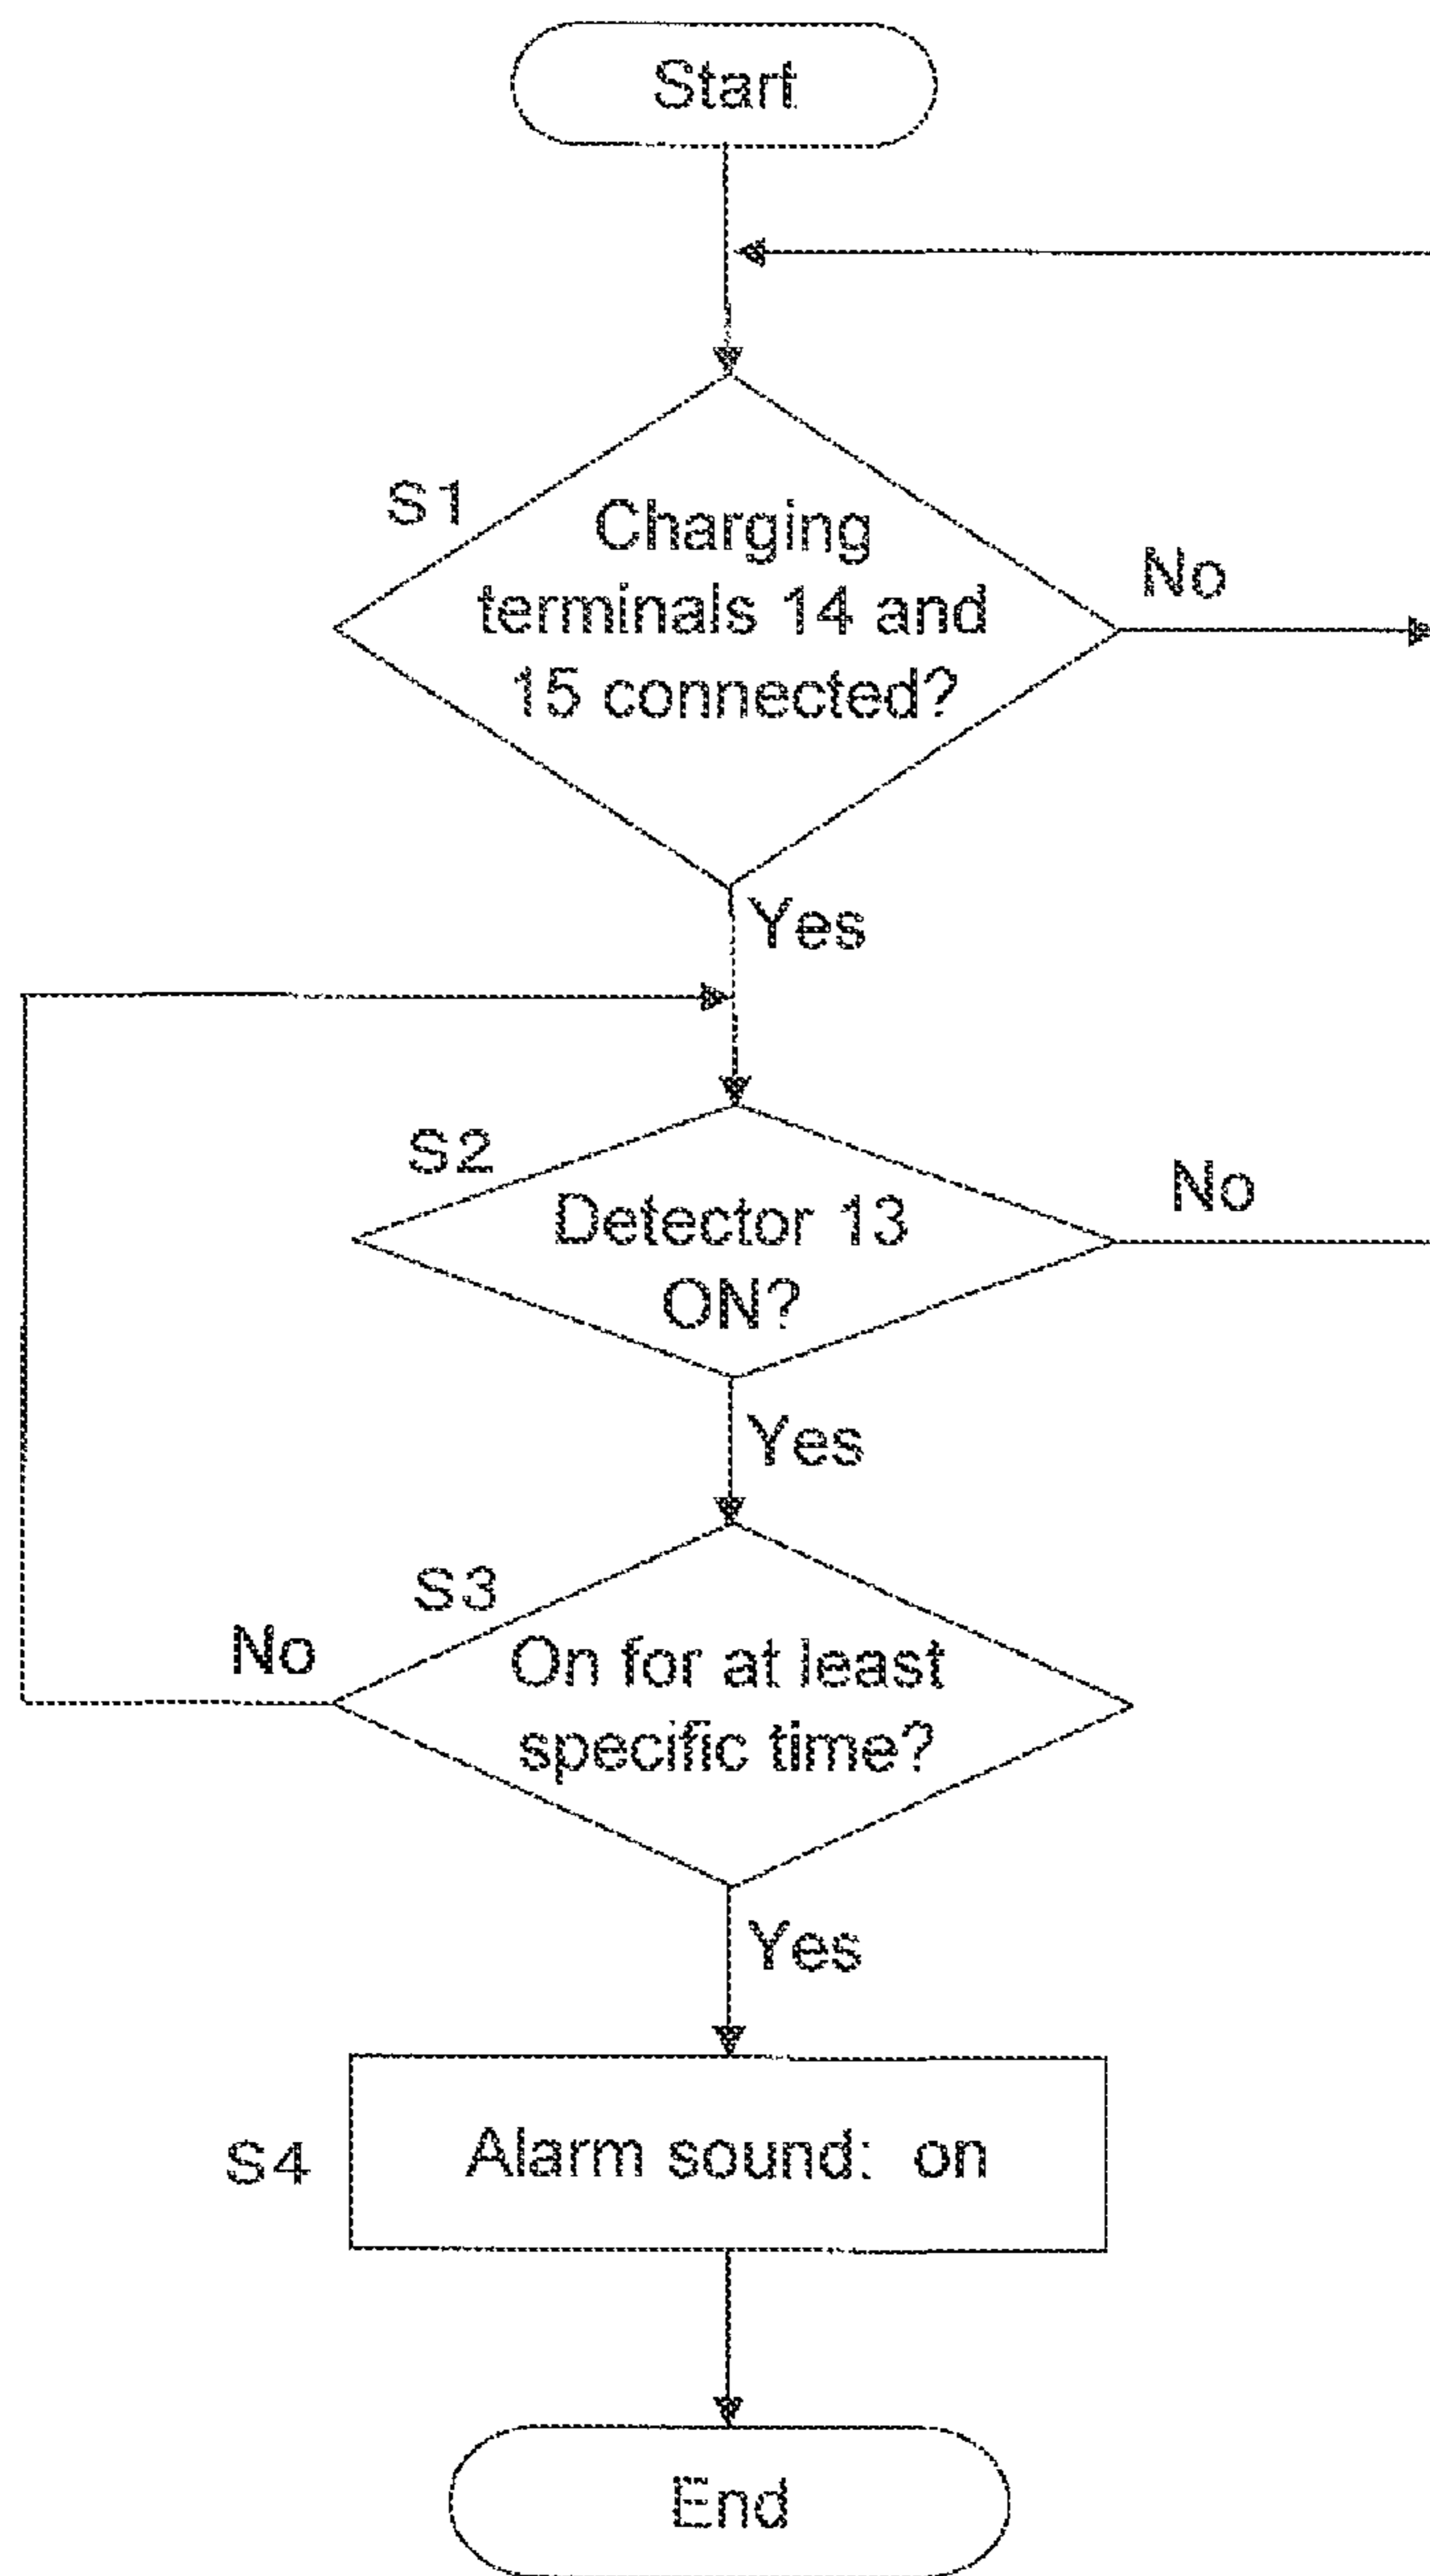 Start
S1
Charging
terminals 14 and
15 connected?
No
Yes
S2
Detector 13
ON?
No
Yes
S3
No
On for at least
specific time?
Yes
S4
Alarm sound: on
End